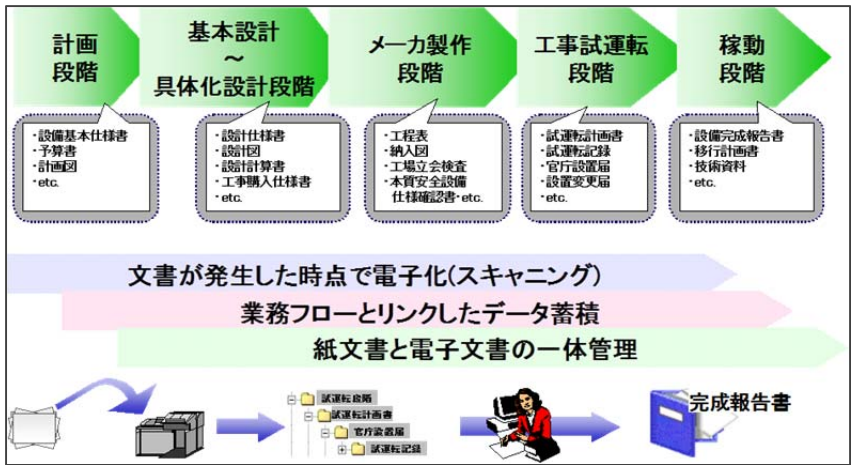 計画
段階
基本設計
～
具体化設計段階
メーカ製作
段階
工事試運転
段階
稼動
段階
・設備基本仕様書
・予算書
・計画図
・etc.
・設計仕様書
・設計図
・設計計算書
・工事購入仕様書
・etc.
・工程表
・納入図
・工場立会検査
・本質安全設備
仕様確認書・etc.
・試運転計画書
・試運転記録
・官庁設置届
・設置変更届
・etc.
・設備完成報告書
・移行計画書
・技術資料
・etc.
文書が発生した時点で電子化(スキャニング)
業務フローとリンクしたデータ蓄積
紙文書と電子文書の一体管理
試運転段階
試運転計画書
官庁設置届
試運転記録
完成報告書